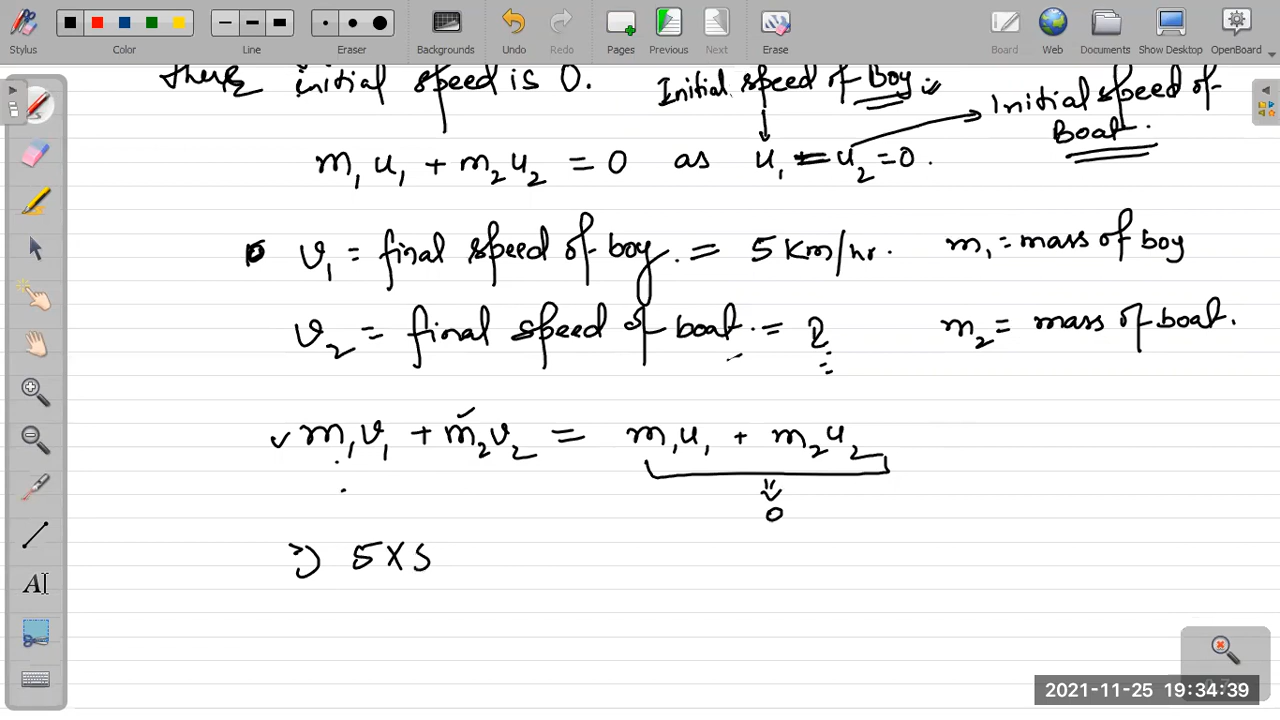 Stylus Color Line Eraser Backgrounds Undo Redo Pages Previous Next Erase Board Web Documents Show Desktop OpenBoard
there initial speed is 0. Initial speed of Boy Initial speed of
Boat.
m₁u₁ + m₂u₂ = 0 as u₁ = u₂ = 0.
v₁ = final speed of boy. = 5 Km/hr. m₁ = mass of boy
v₂ = final speed of boat. = ? m₂ = mass of boat.
✓ m₁v₁ + m₂v₂ = m₁u₁ + m₂u₂
0
⇒ 5 X 5
2021-11-25 19:34:39